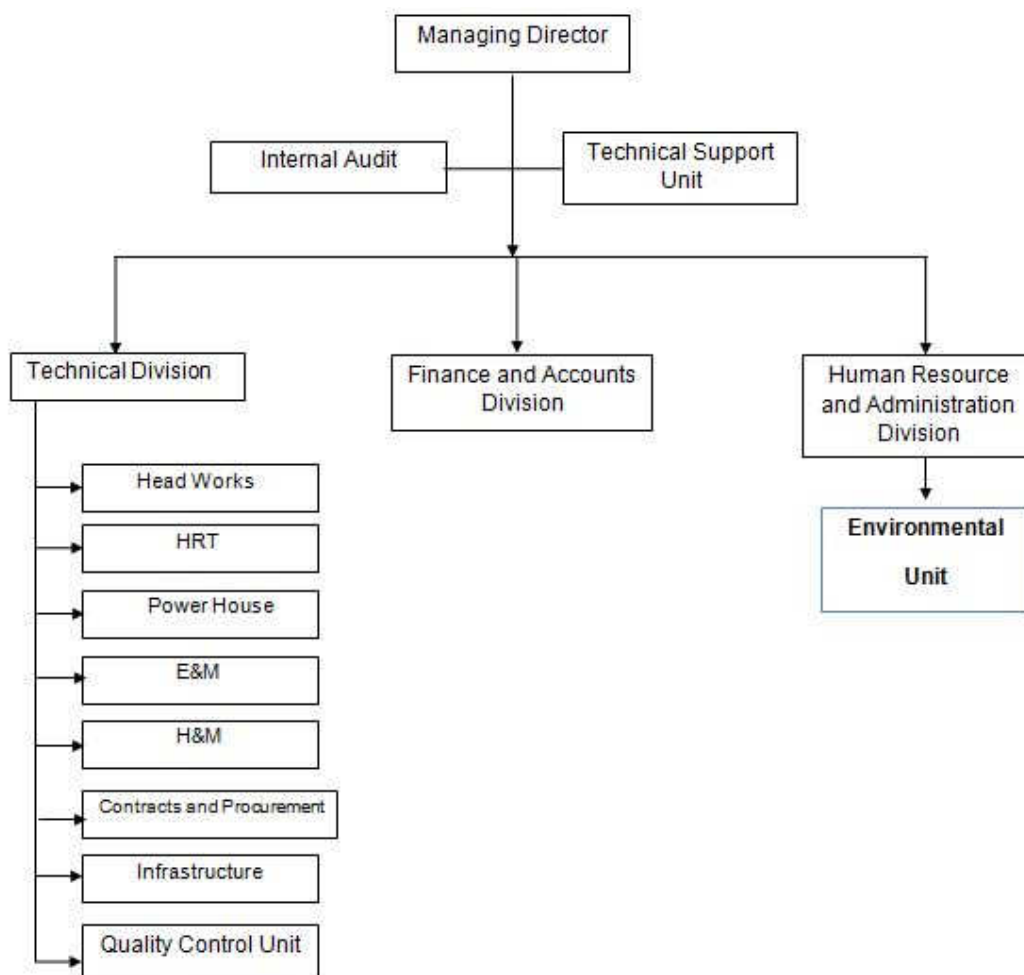 Managing Director
Internal Audit
Technical Support
Unit
Technical Division
Finance and Accounts
Division
Human Resource
and Administration
Division
Head Works
HRT
Power House
E&M
H&M
Contracts and Procurement
Infrastructure
Quality Control Unit
Environmental
Unit